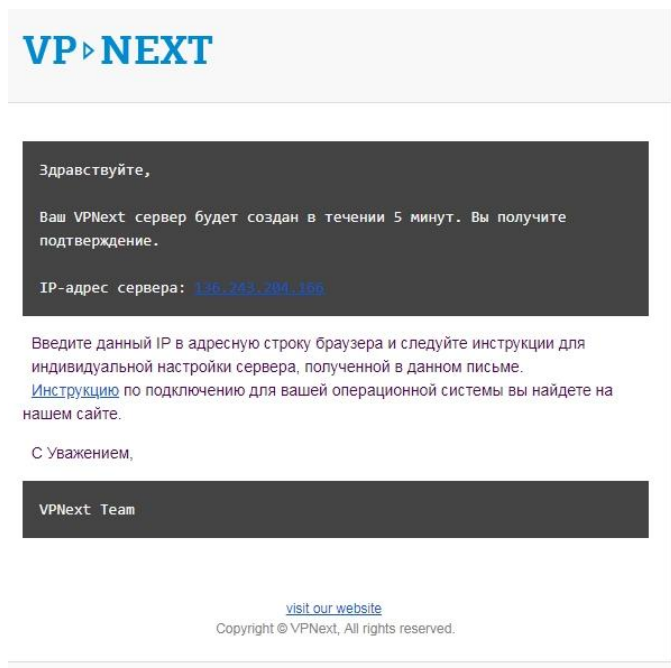 VP▹NEXT
Здравствуйте,
Ваш VPNext сервер будет создан в течении 5 минут. Вы получите
подтверждение.
IP-адрес сервера: 136.243.204.166
Введите данный IP в адресную строку браузера и следуйте инструкции для
индивидуальной настройки сервера, полученной в данном письме.
Инструкцию по подключению для вашей операционной системы вы найдете на
нашем сайте.
С Уважением,
VPNext Team
visit our website
Copyright © VPNext, All rights reserved.